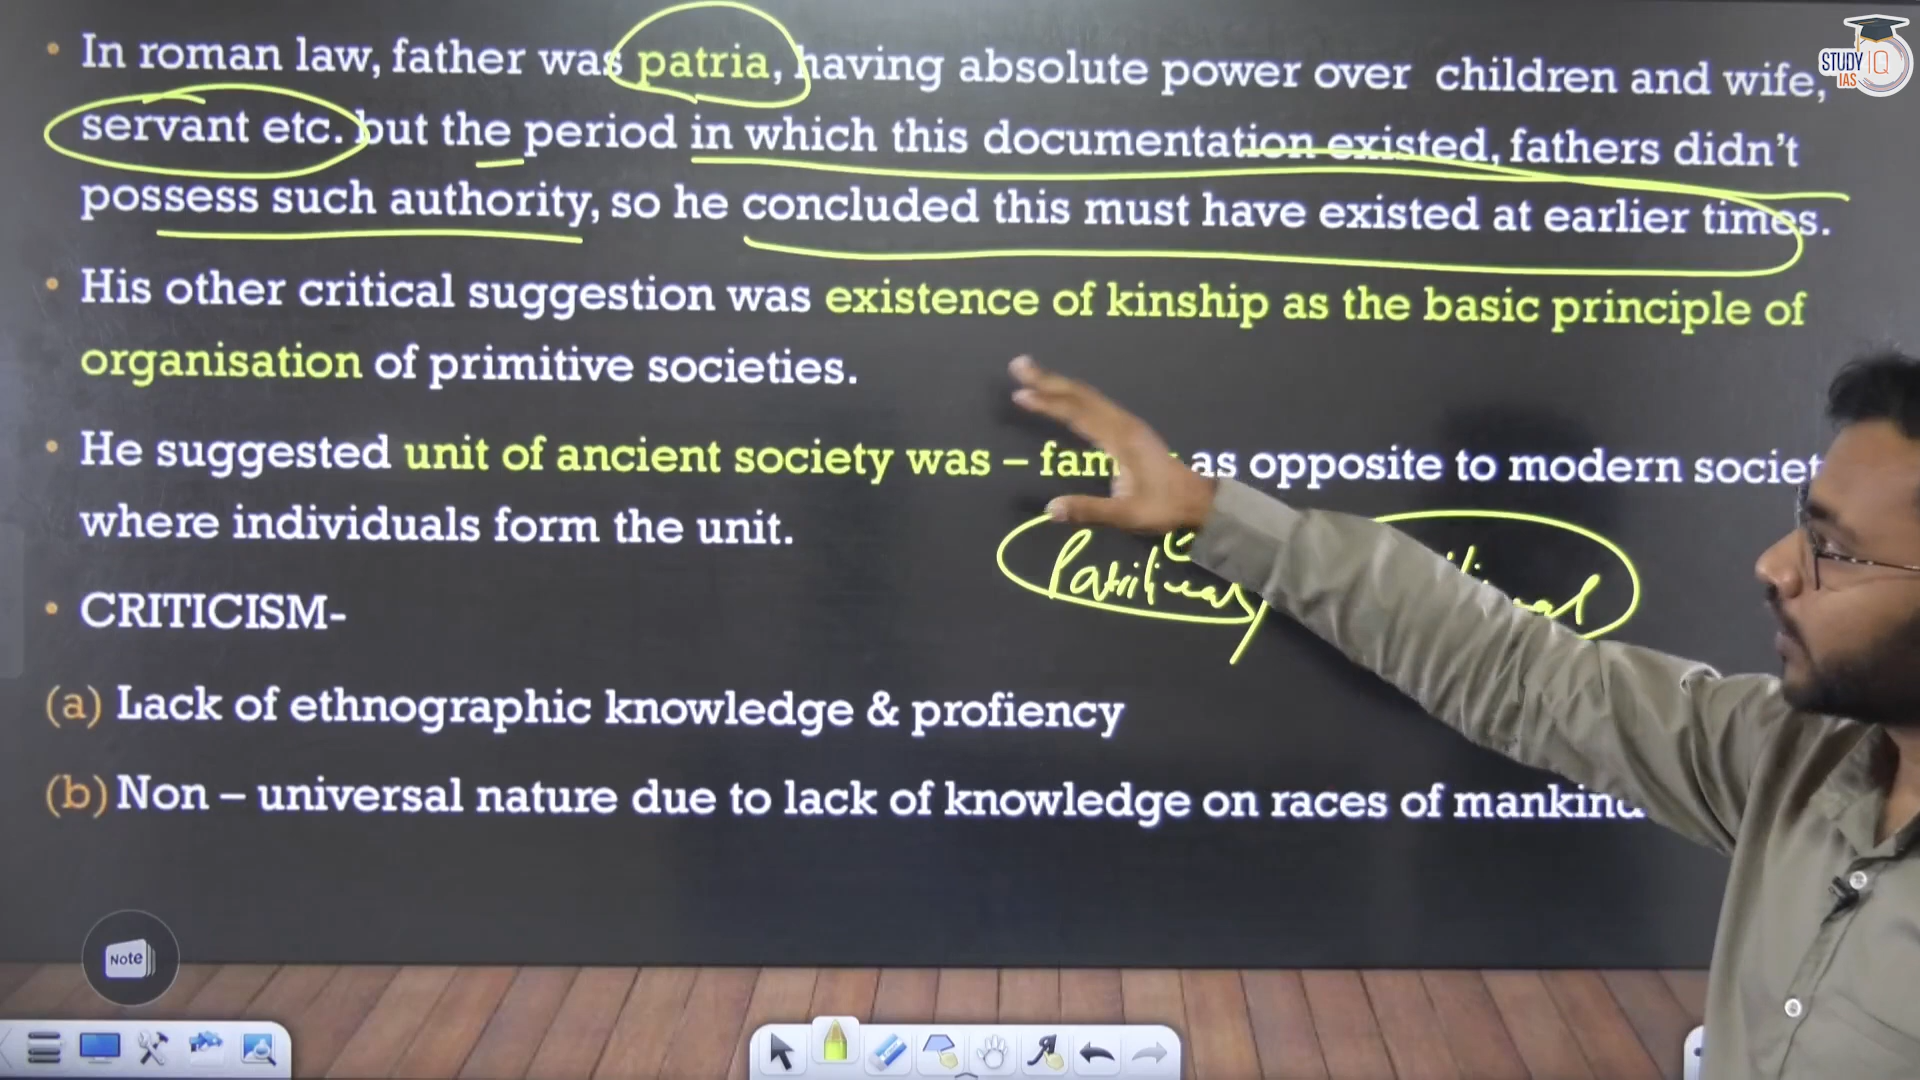 • In roman law, father was patria, having absolute power over children and wife,
servant etc. but the period in which this documentation existed, fathers didn't
possess such authority, so he concluded this must have existed at earlier times.
• His other critical suggestion was existence of kinship as the basic principle of
organisation of primitive societies.
• He suggested unit of ancient society was – as opposite to modern
where individuals form the unit.
• CRITICISM-
(a) Lack of ethnographic knowledge & profiency
(b) Non – universal nature due to lack of knowledge on races of
STUDY IQ
IAS
Note